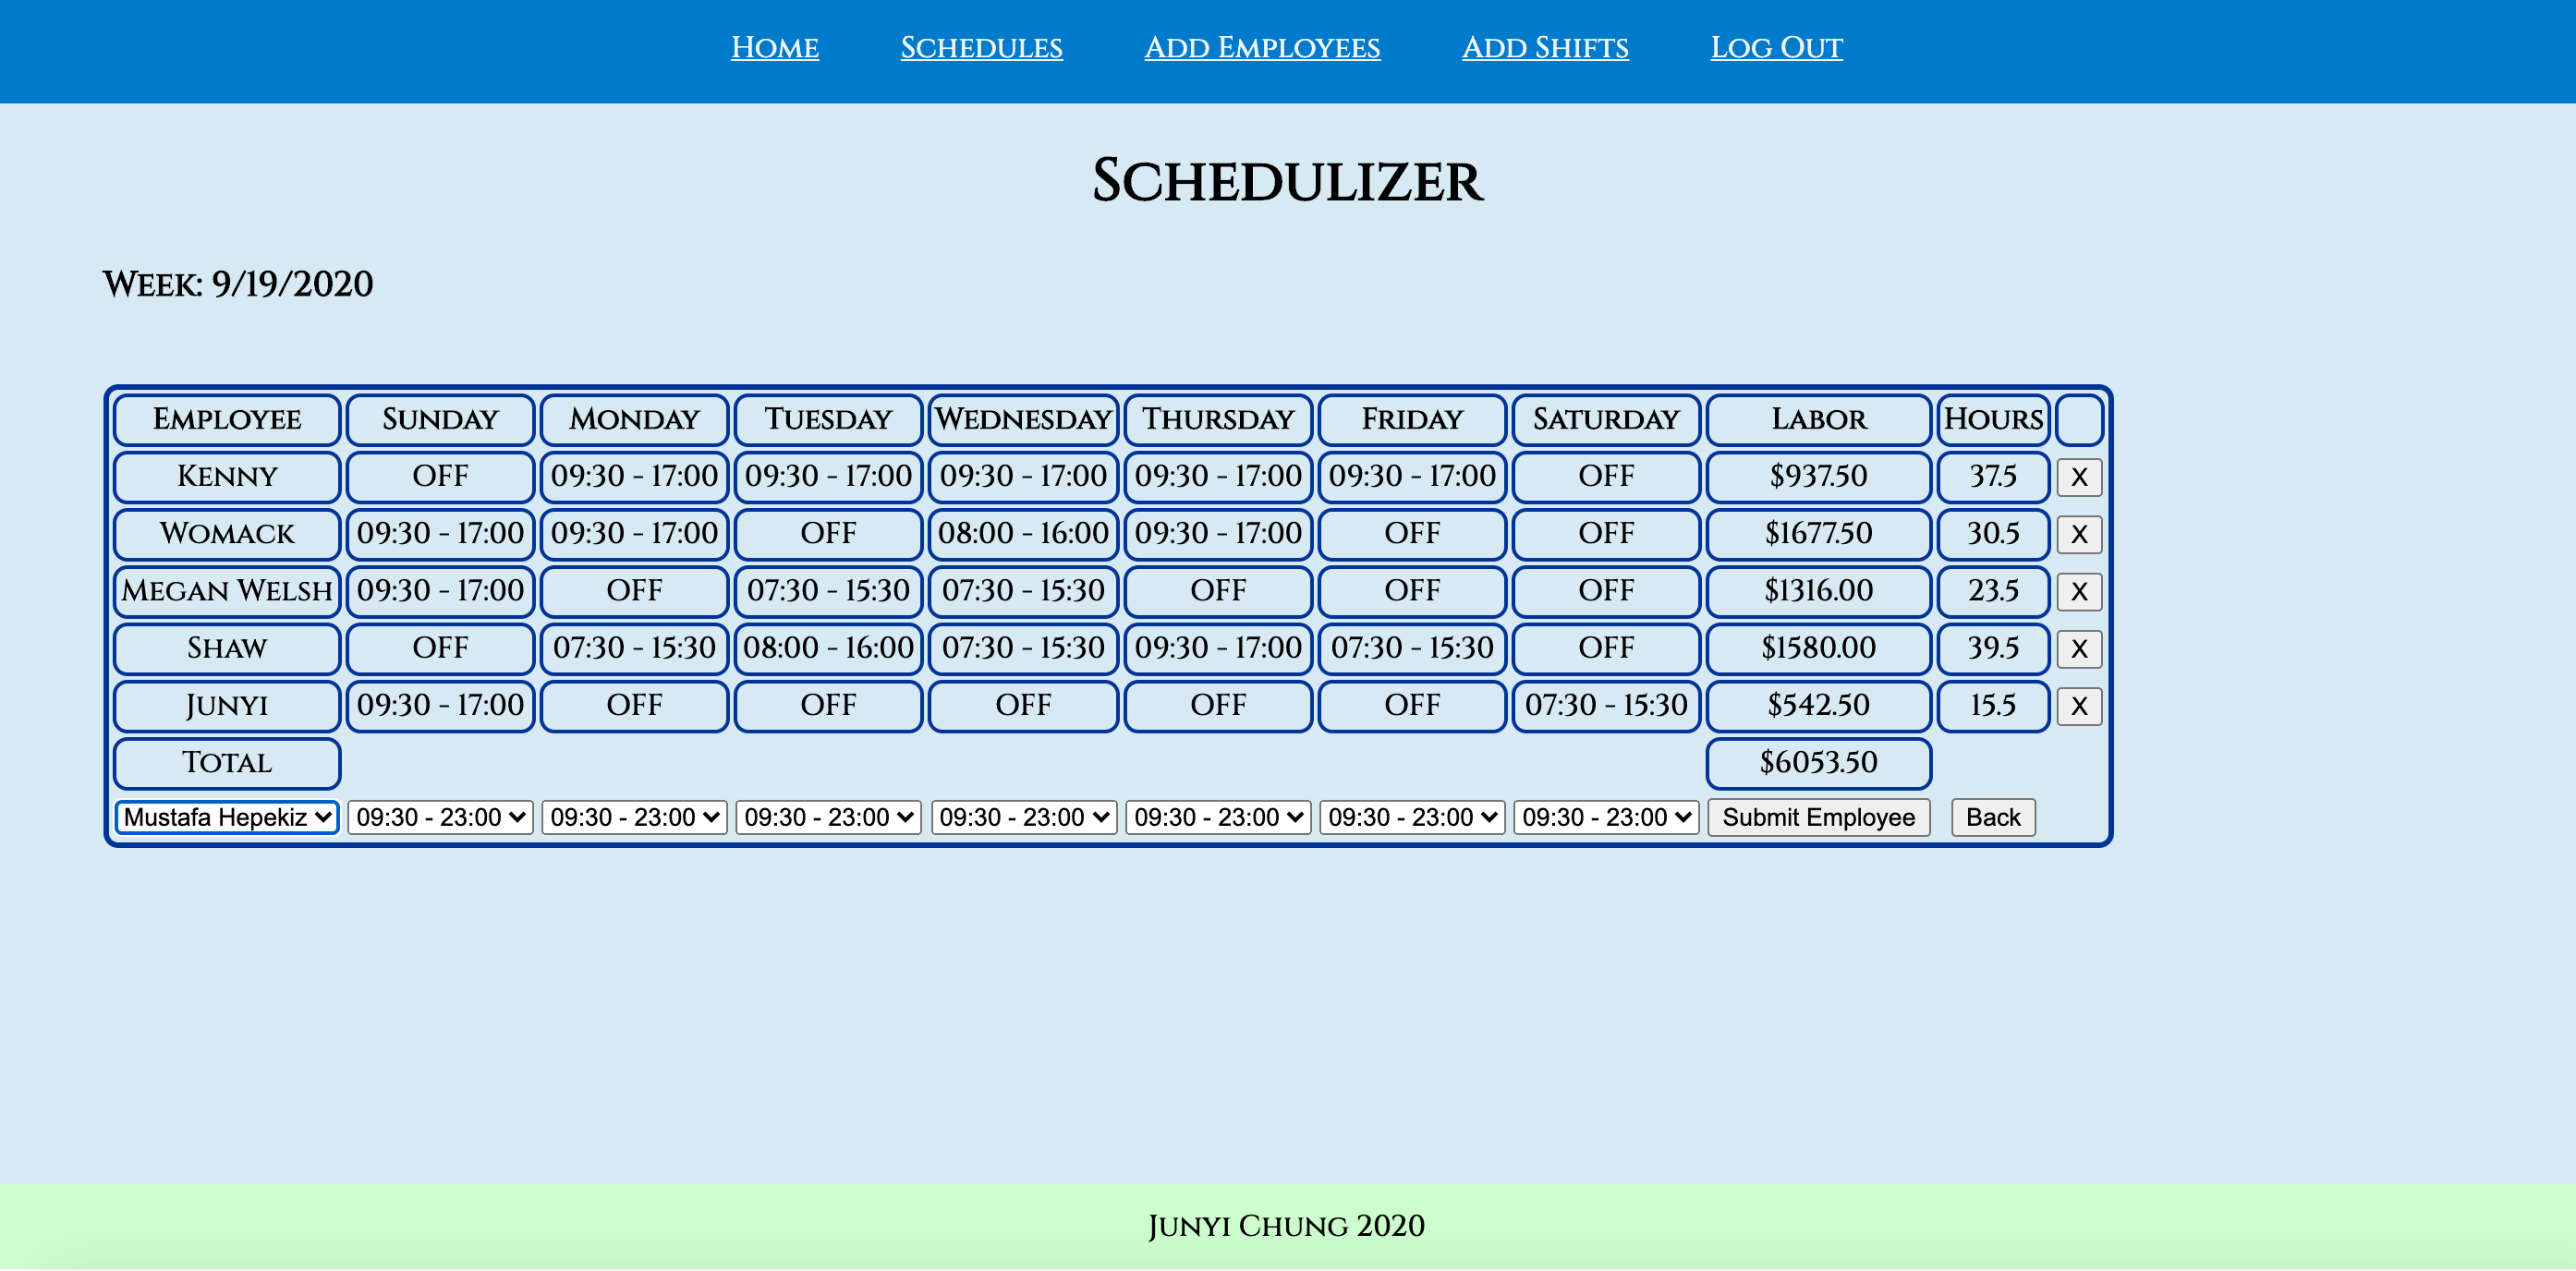 Home Schedules Add Employees Add Shifts Log Out
Schedulizer
Week: 9/19/2020
Employee Sunday Monday Tuesday Wednesday Thursday Friday Saturday Labor Hours
Kenny OFF 09:30 - 17:00 09:30 - 17:00 09:30 - 17:00 09:30 - 17:00 09:30 - 17:00 OFF $937.50 37.5 X
Womack 09:30 - 17:00 09:30 - 17:00 OFF 08:00 - 16:00 09:30 - 17:00 OFF OFF $1677.50 30.5 X
Megan Welsh 09:30 - 17:00 OFF 07:30 - 15:30 07:30 - 15:30 OFF OFF OFF $1316.00 23.5 X
Shaw OFF 07:30 - 15:30 08:00 - 16:00 07:30 - 15:30 09:30 - 17:00 07:30 - 15:30 OFF $1580.00 39.5 X
Junyi 09:30 - 17:00 OFF OFF OFF OFF OFF 07:30 - 15:30 $542.50 15.5 X
Total $6053.50
Mustafa Hepekiz 09:30 - 23:00 09:30 - 23:00 09:30 - 23:00 09:30 - 23:00 09:30 - 23:00 09:30 - 23:00 09:30 - 23:00 Submit Employee Back
Junyi Chung 2020